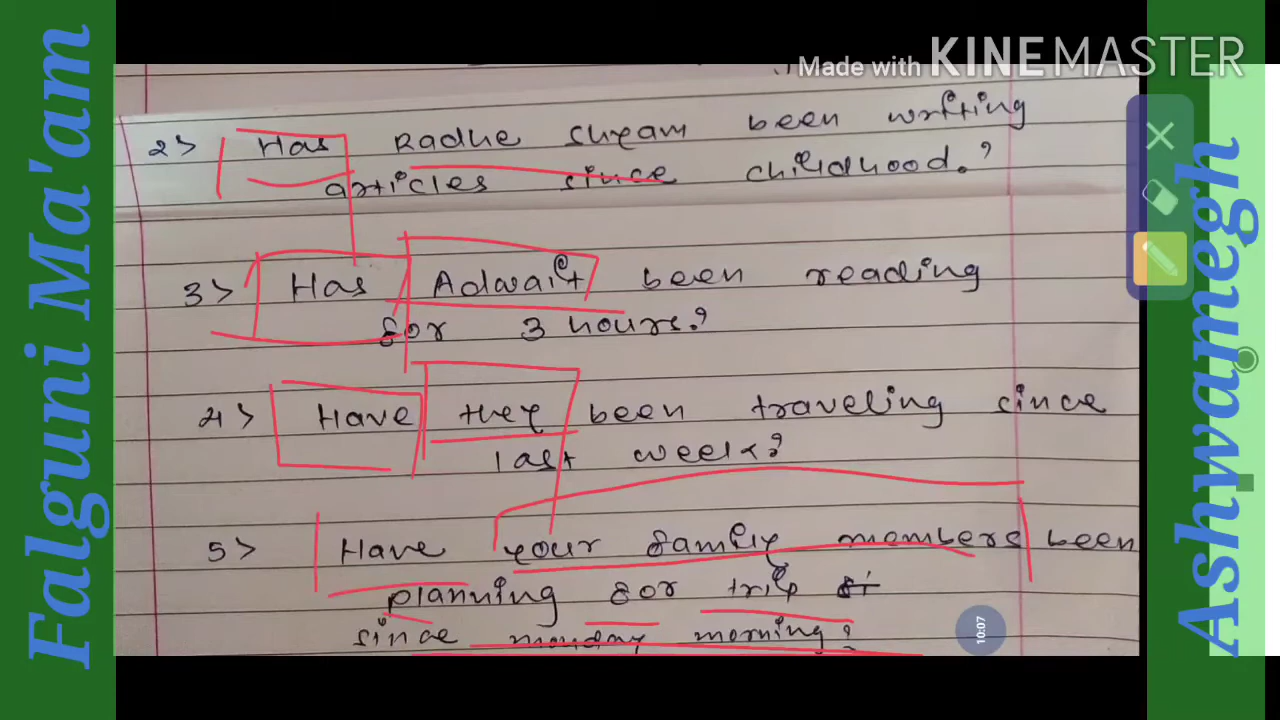 Made with KINEMASTER
Falguni Ma'am
Ashwamegh
2> Has Radhe shyam been writing
articles since childhood.?
3> Has Adwait been reading
for 3 hours.?
4> Have they been traveling since
last week?
5> Have your family members been
planning for trip
since monday morning?
10:07